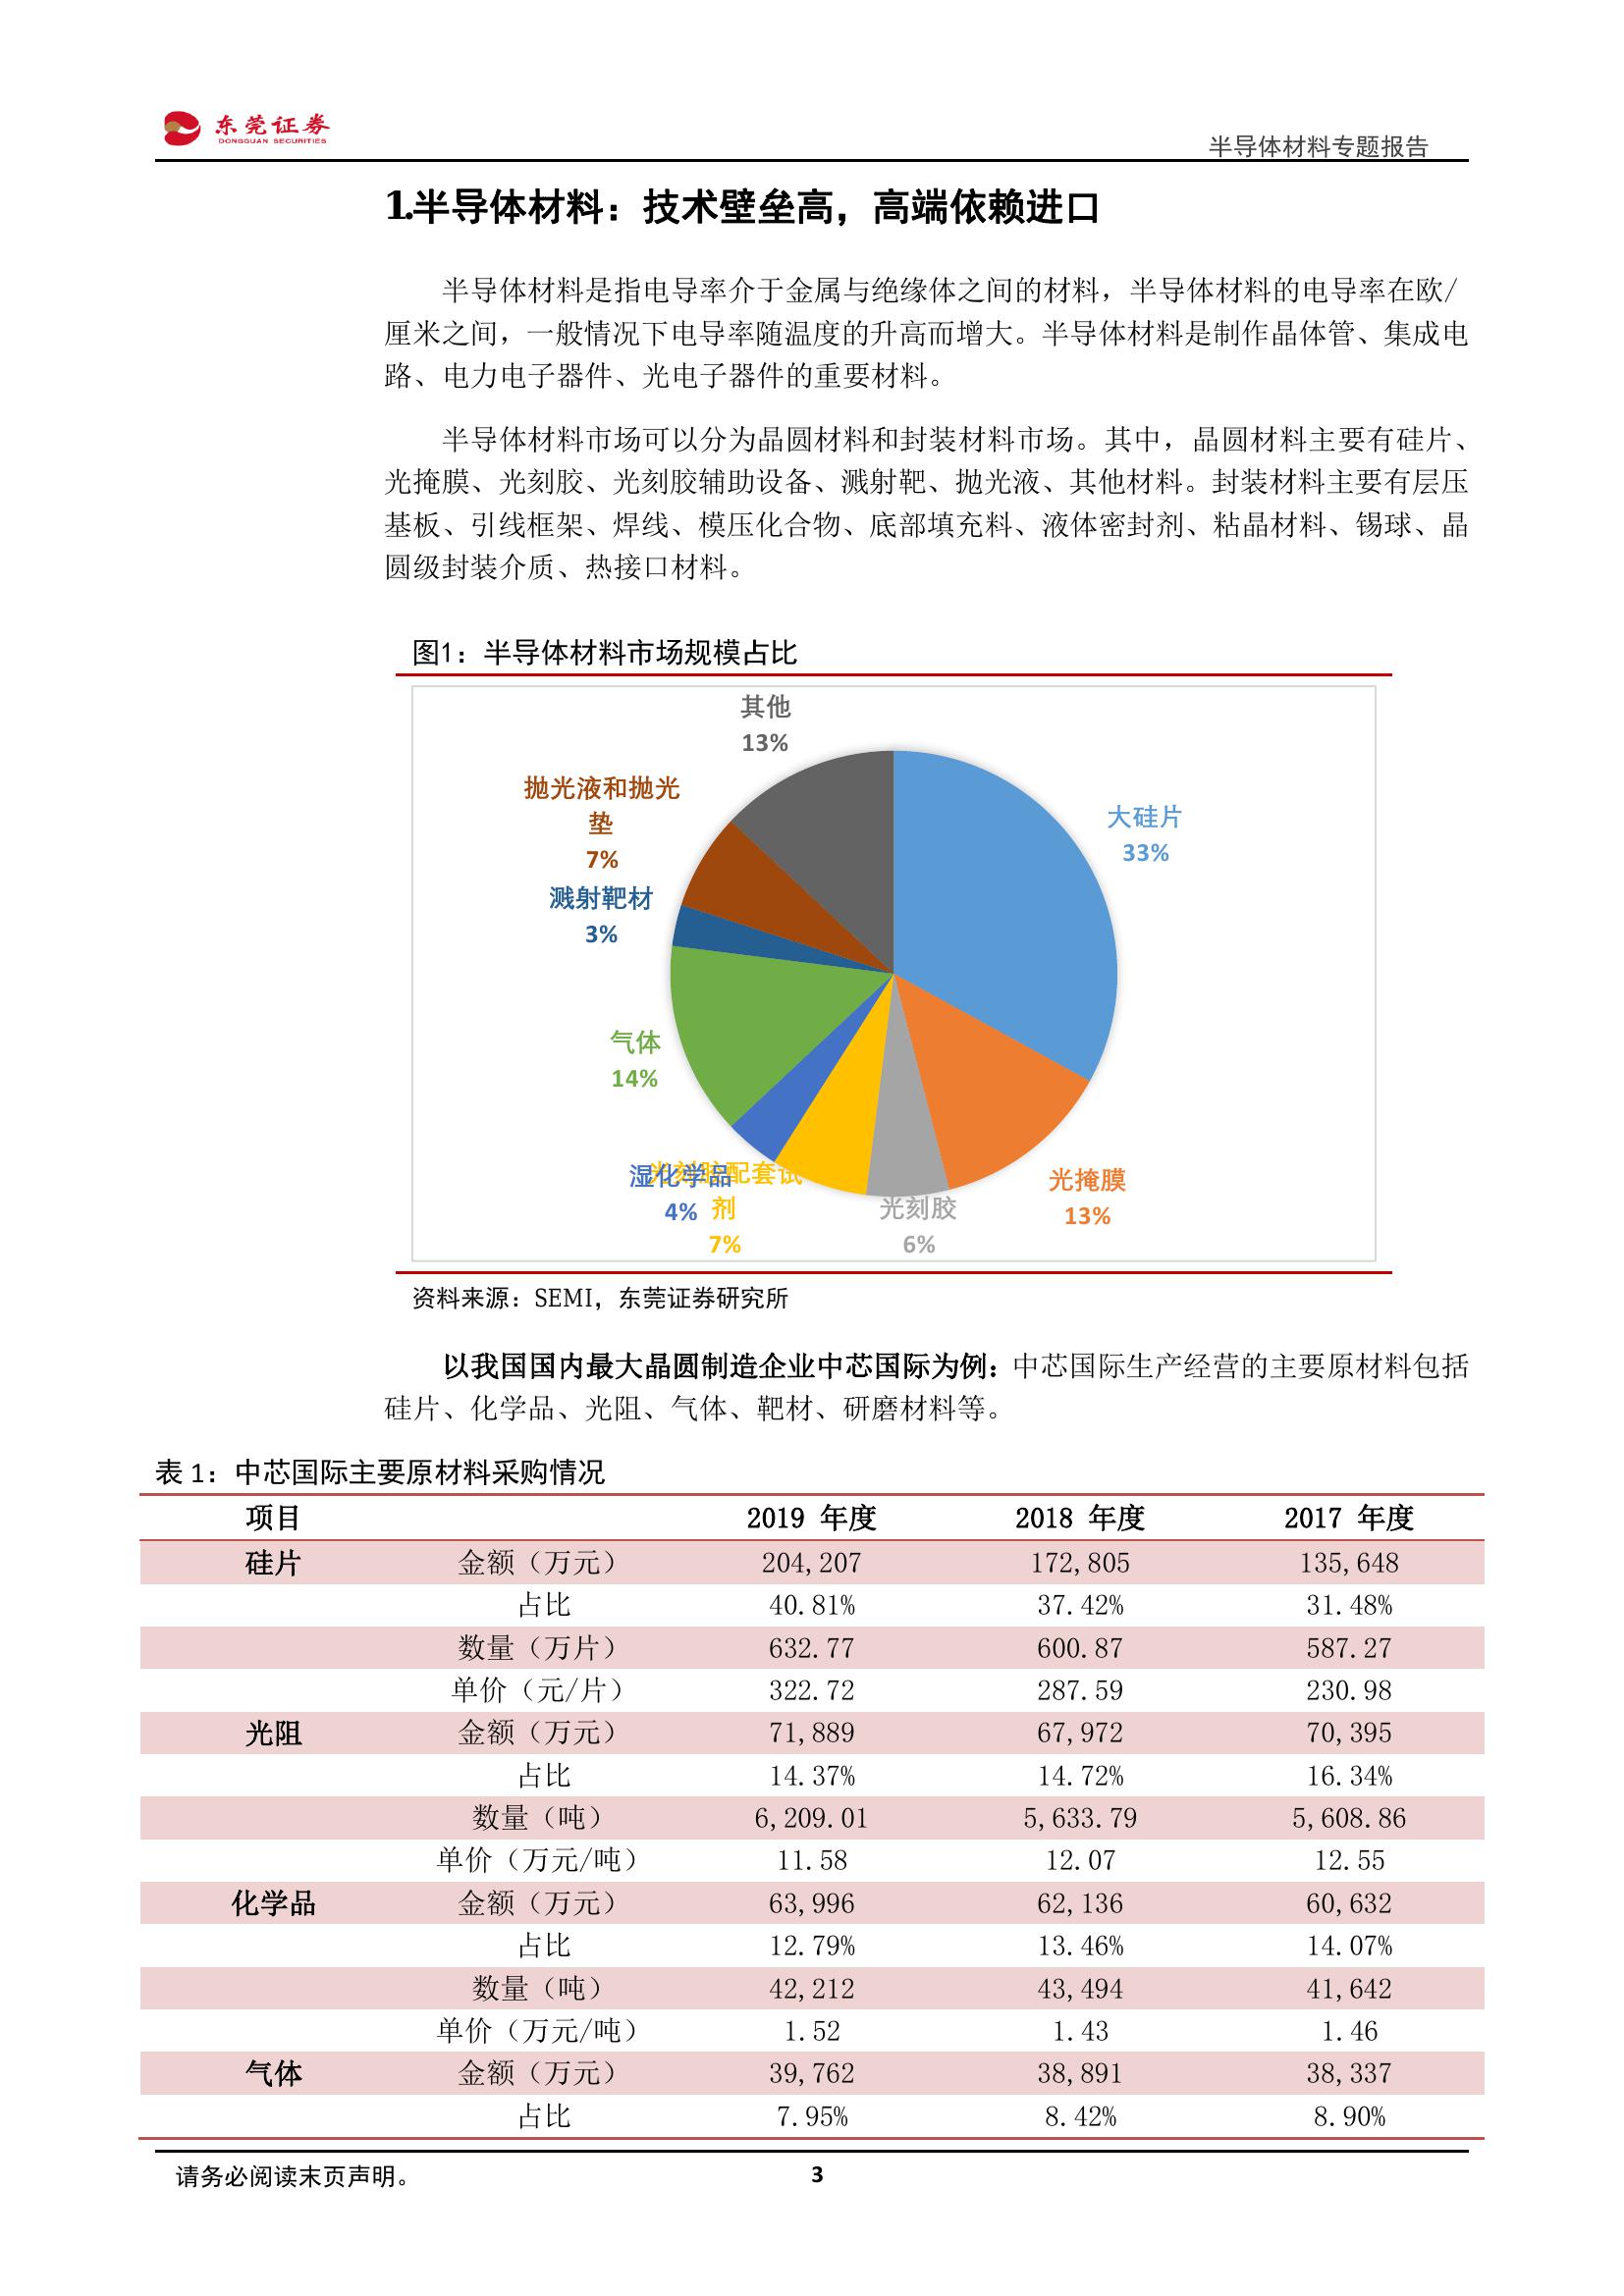 东莞证券
DONGGUAN SECURITIES
半导体材料专题报告
1.半导体材料：技术壁垒高，高端依赖进口
半导体材料是指电导率介于金属与绝缘体之间的材料，半导体材料的电导率在欧/
厘米之间，一般情况下电导率随温度的升高而增大。半导体材料是制作晶体管、集成电
路、电力电子器件、光电子器件的重要材料。
半导体材料市场可以分为晶圆材料和封装材料市场。其中，晶圆材料主要有硅片、
光掩膜、光刻胶、光刻胶辅助设备、溅射靶、抛光液、其他材料。封装材料主要有层压
基板、引线框架、焊线、模压化合物、底部填充料、液体密封剂、粘晶材料、锡球、晶
圆级封装介质、热接口材料。
图1：半导体材料市场规模占比
其他
13%
抛光液和抛光
垫
7%
大硅片
33%
溅射靶材
3%
气体
14%
湿化学品
4%
光刻胶配套试
剂
7%
光刻胶
6%
光掩膜
13%
资料来源：SEMI，东莞证券研究所
以我国国内最大晶圆制造企业中芯国际为例：中芯国际生产经营的主要原材料包括
硅片、化学品、光阻、气体、靶材、研磨材料等。
表 1：中芯国际主要原材料采购情况
项目 2019 年度 2018 年度 2017 年度
硅片 金额（万元） 204,207 172,805 135,648
占比 40.81% 37.42% 31.48%
数量（万片） 632.77 600.87 587.27
单价（元/片） 322.72 287.59 230.98
光阻 金额（万元） 71,889 67,972 70,395
占比 14.37% 14.72% 16.34%
数量（吨） 6,209.01 5,633.79 5,608.86
单价（万元/吨） 11.58 12.07 12.55
化学品 金额（万元） 63,996 62,136 60,632
占比 12.79% 13.46% 14.07%
数量（吨） 42,212 43,494 41,642
单价（万元/吨） 1.52 1.43 1.46
气体 金额（万元） 39,762 38,891 38,337
占比 7.95% 8.42% 8.90%
请务必阅读末页声明。
3